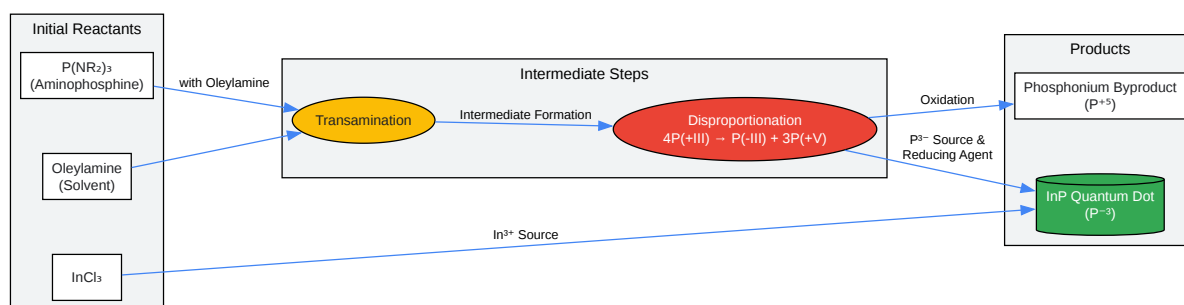 Initial Reactants
P(NR₂)₃
(Aminophosphine)
Oleylamine
(Solvent)
InCl₃
with Oleylamine
Intermediate Steps
Transamination
Intermediate Formation
Disproportionation
4P(+III) → P(-III) + 3P(+V)
Oxidation
P³⁻ Source &
Reducing Agent
In³⁺ Source
Products
Phosphonium Byproduct
(P⁺⁵)
InP Quantum Dot
(P⁻³)